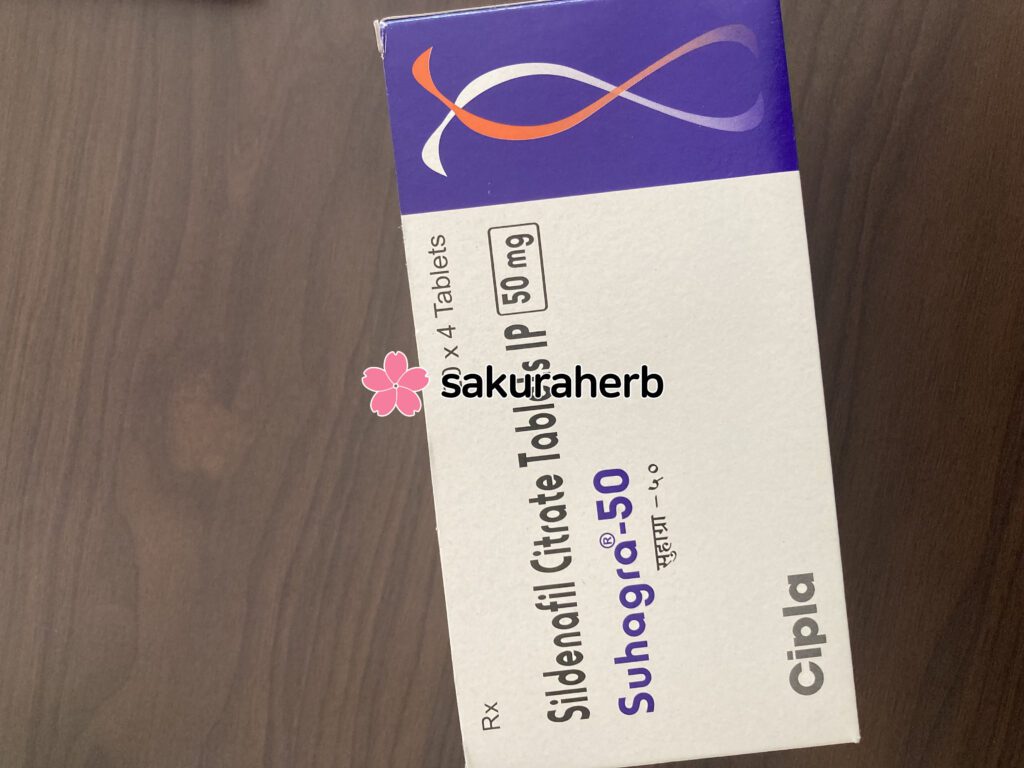 Rx
x 4 Tablets
Sildenafil Citrate Tablets IP 50 mg
Suhagra®-50
सुहाग्रा - ५०
Cipla
sakuraherb